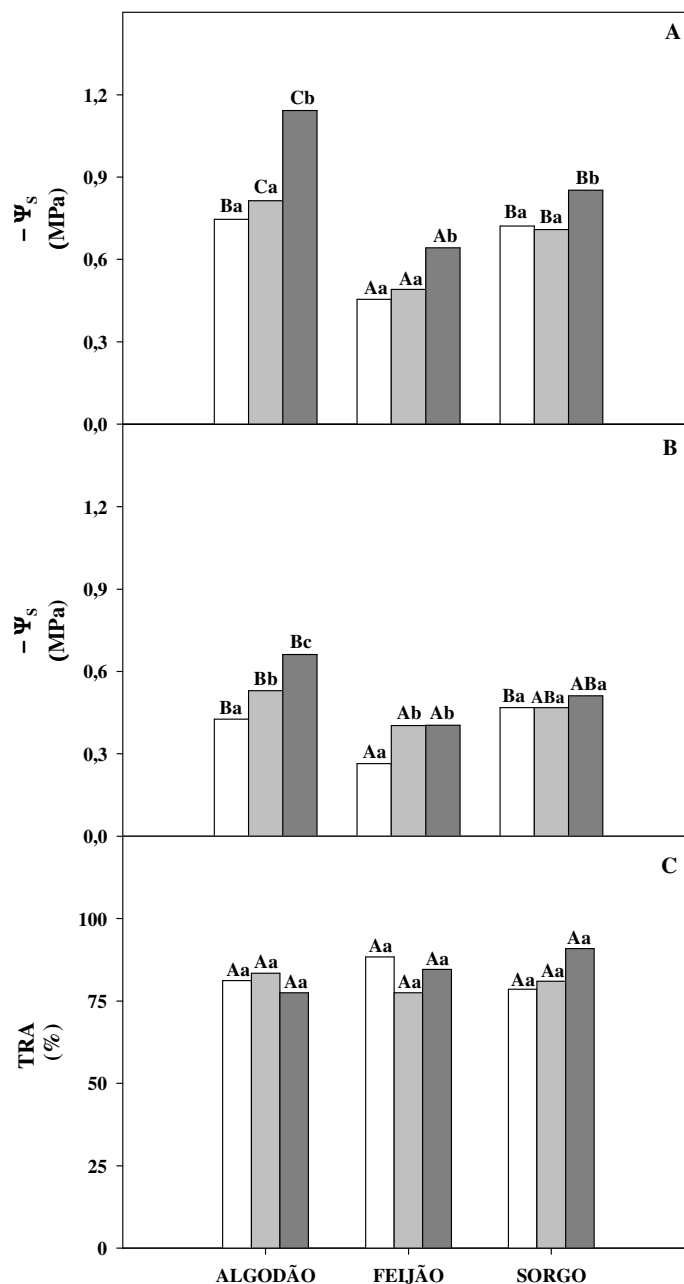 A
1,2
0,9
0,6
0,3
0,0
– Ψs
(MPa)
Ba Ca Cb
Aa Aa Ab
Ba Ba Bb
B
1,2
0,9
0,6
0,3
0,0
– Ψs
(MPa)
Ba Bb Bc
Aa Ab Ab
Ba ABa ABa
C
100
75
50
25
0
TRA
(%)
Aa Aa Aa
Aa Aa Aa
Aa Aa Aa
ALGODÃO FEIJÃO SORGO